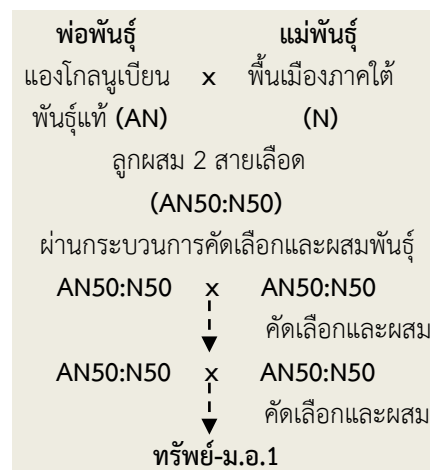 พ่อพันธุ์ แม่พันธุ์
แองโกลนูเบียน x พื้นเมืองภาคใต้
พันธุ์แท้ (AN) (N)
ลูกผสม 2 สายเลือด
(AN50:N50)
ผ่านกระบวนการคัดเลือกและผสมพันธุ์
AN50:N50 x AN50:N50
คัดเลือกและผสม
AN50:N50 x AN50:N50
คัดเลือกและผสม
ทรัพย์-ม.อ.1